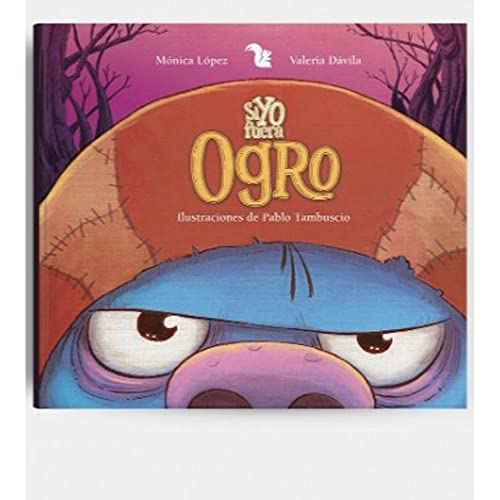 Mónica López
Valeria Dávila
Si Yo
fuera
Ogro
Ilustraciones de Pablo Tambuscio